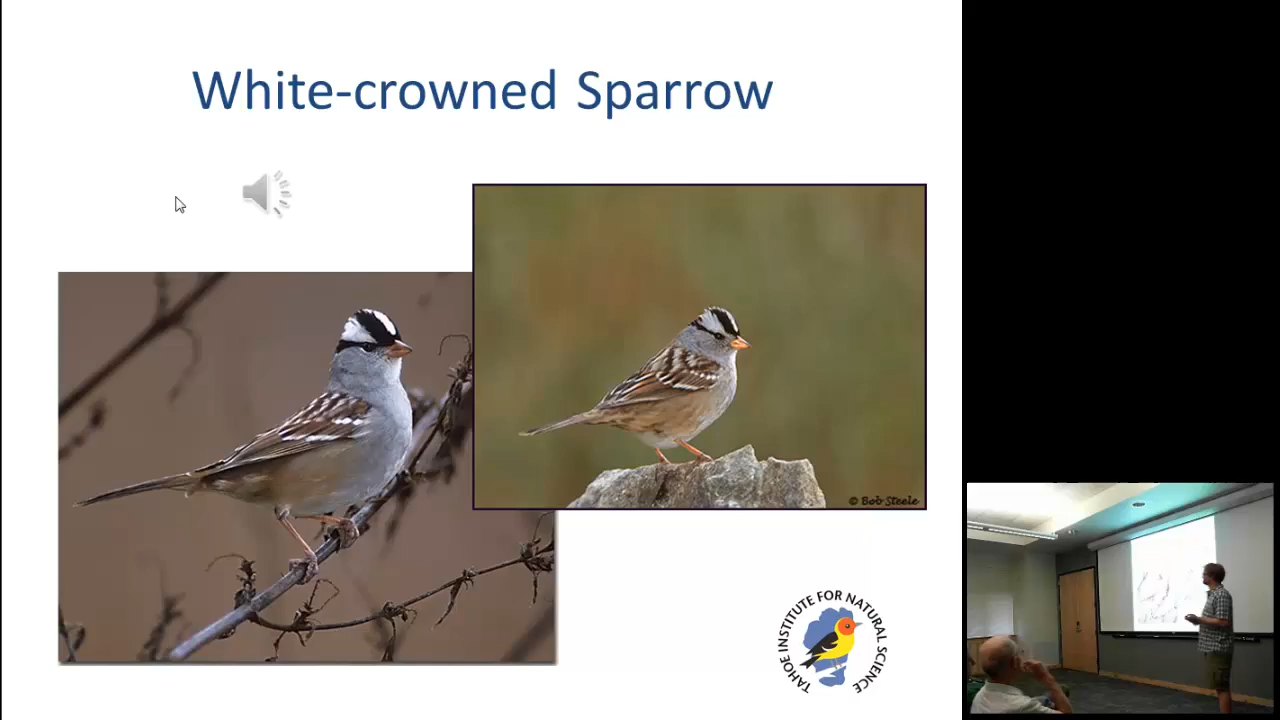 White-crowned Sparrow
© Bob Steele
TAHOE INSTITUTE FOR NATURAL SCIENCE